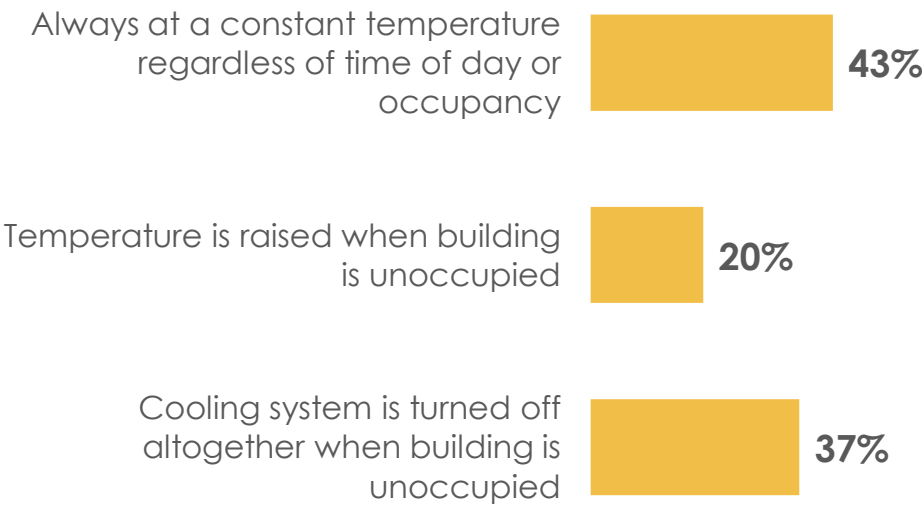 Always at a constant temperature
regardless of time of day or
occupancy
43%
Temperature is raised when building
is unoccupied
20%
Cooling system is turned off
altogether when building is
unoccupied
37%